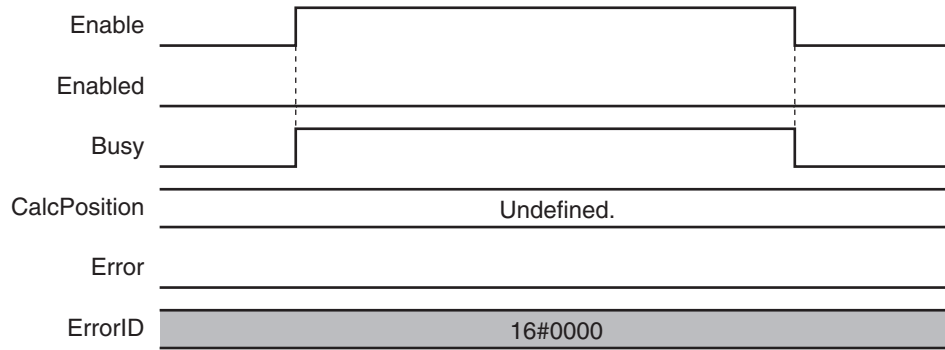 Enable
Enabled
Busy
CalcPosition
Undefined.
Error
ErrorID
16#0000